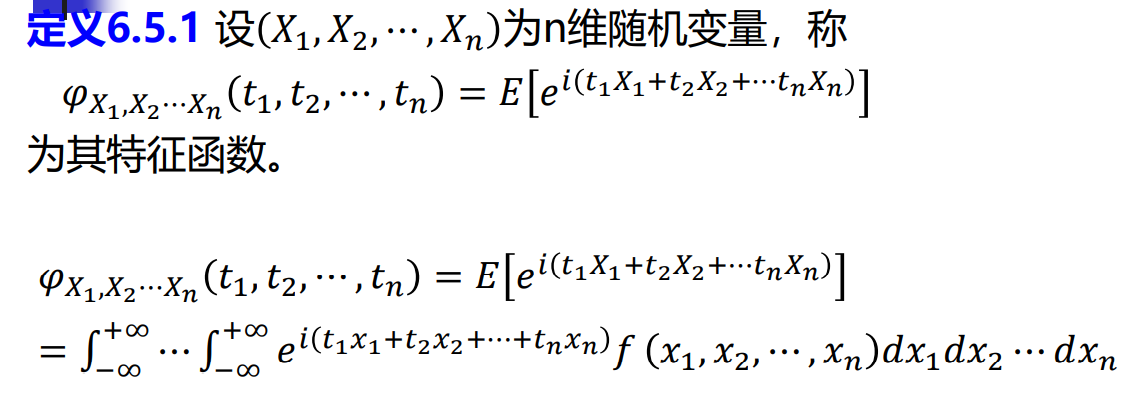 定义6.5.1 设(X₁, X₂, ⋯, Xₙ)为n维随机变量，称
φ_{X₁,X₂⋯Xₙ}(t₁, t₂, ⋯, tₙ) = E[e^{i(t₁X₁+t₂X₂+⋯tₙXₙ)}]
为其特征函数。
φ_{X₁,X₂⋯Xₙ}(t₁, t₂, ⋯, tₙ) = E[e^{i(t₁X₁+t₂X₂+⋯tₙXₙ)}]
= ∫_{−∞}^{+∞} ⋯ ∫_{−∞}^{+∞} e^{i(t₁x₁+t₂x₂+⋯+tₙxₙ)} f (x₁, x₂, ⋯, xₙ)dx₁dx₂ ⋯ dxₙ